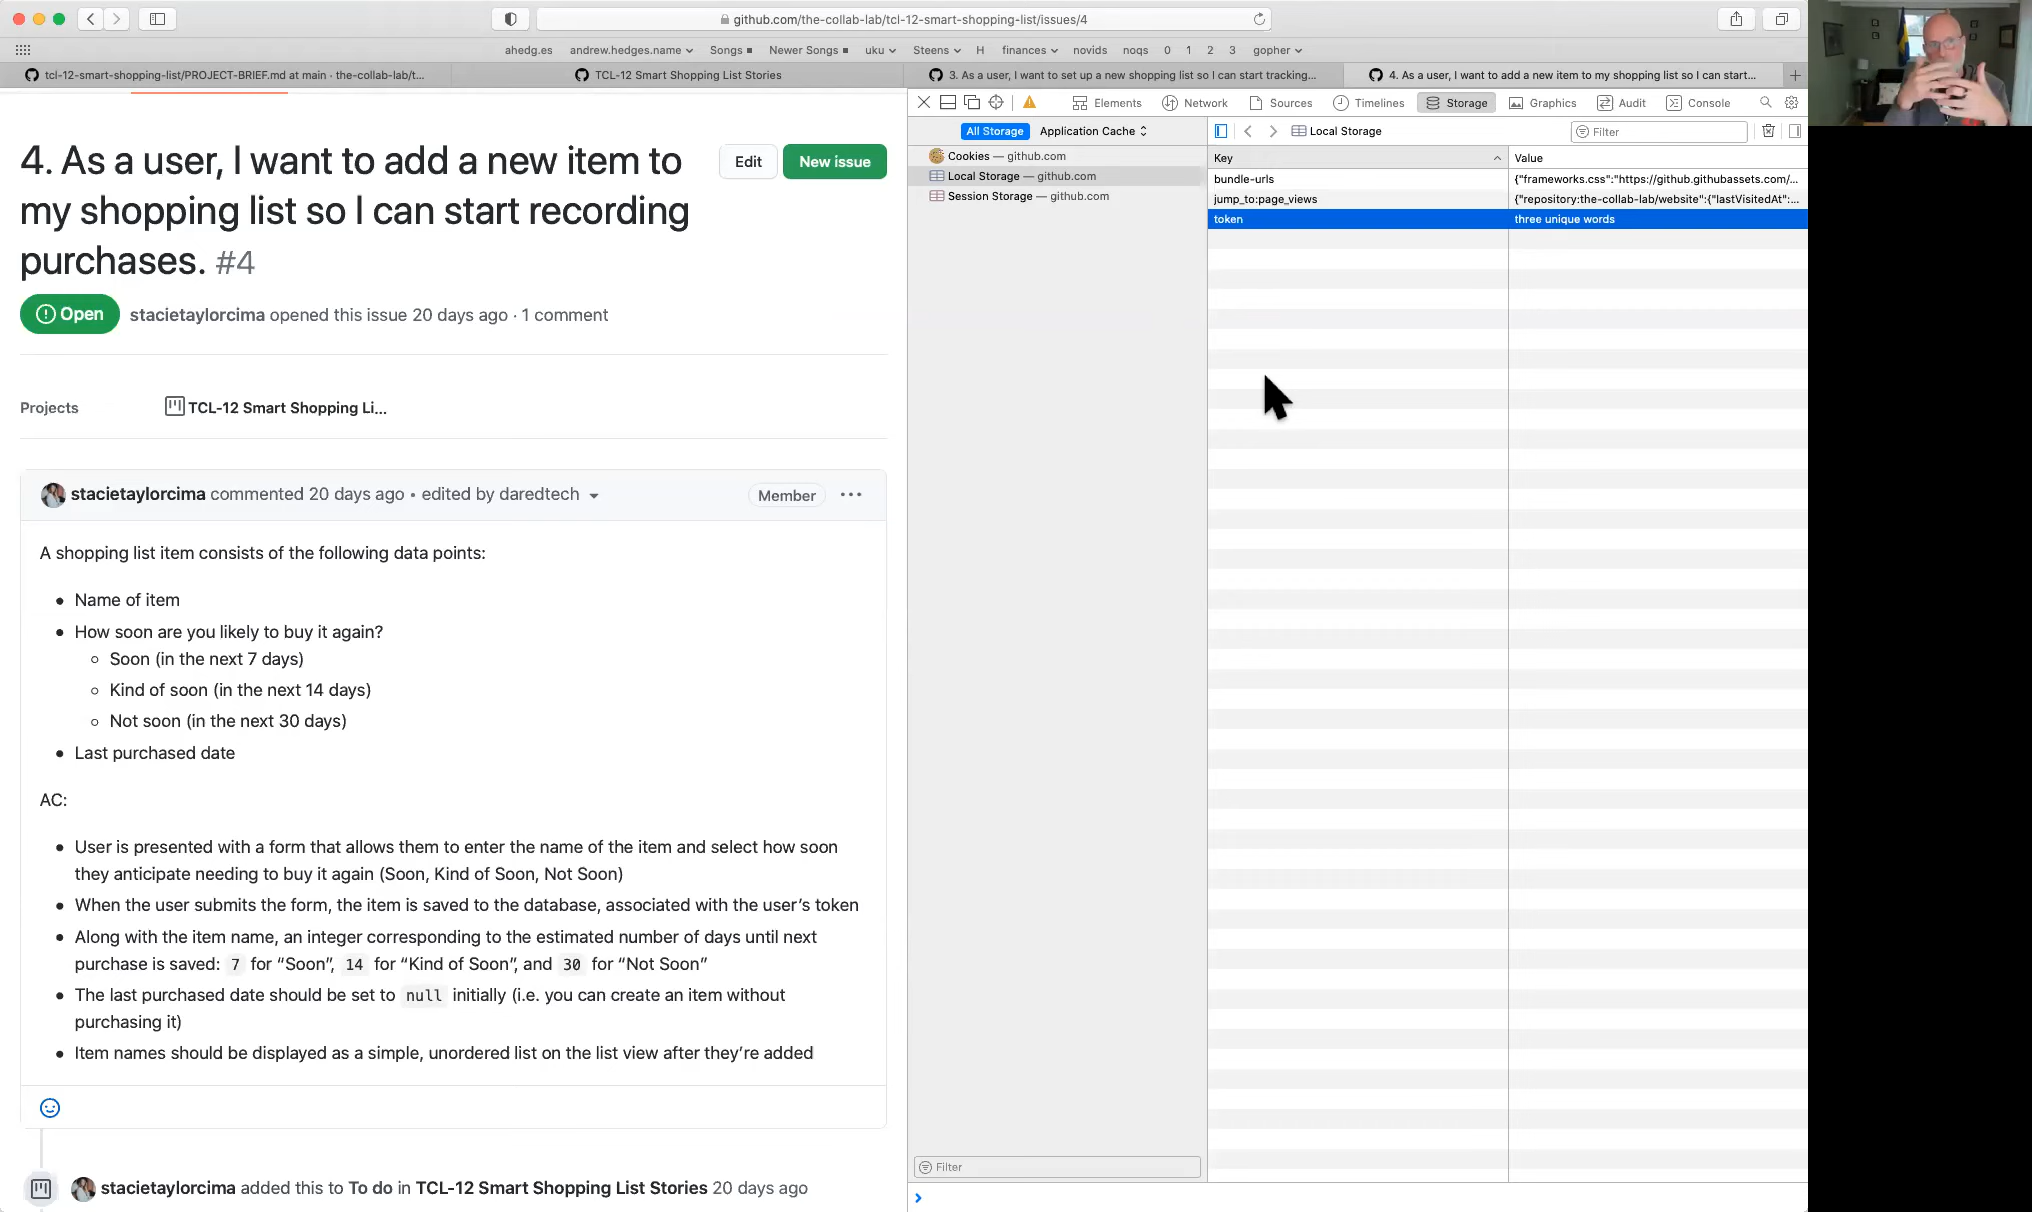 github.com/the-collab-lab/tcl-12-smart-shopping-list/issues/4
ahedg.es andrew.hedges.name Songs Newer Songs uku Steens H finances novids noqs 0 1 2 3 gopher
tcl-12-smart-shopping-list/PROJECT-BRIEF.md at main · the-collab-lab/t...
TCL-12 Smart Shopping List Stories
3. As a user, I want to set up a new shopping list so I can start tracking...
4. As a user, I want to add a new item to my shopping list so I can start...
4. As a user, I want to add a new item to
my shopping list so I can start recording
purchases. #4
Edit
New issue
Open
stacietaylorcima opened this issue 20 days ago · 1 comment
Projects
TCL-12 Smart Shopping Li...
stacietaylorcima commented 20 days ago • edited by daredtech
Member
A shopping list item consists of the following data points:
• Name of item
• How soon are you likely to buy it again?
◦ Soon (in the next 7 days)
◦ Kind of soon (in the next 14 days)
◦ Not soon (in the next 30 days)
• Last purchased date
AC:
• User is presented with a form that allows them to enter the name of the item and select how soon
they anticipate needing to buy it again (Soon, Kind of Soon, Not Soon)
• When the user submits the form, the item is saved to the database, associated with the user’s token
• Along with the item name, an integer corresponding to the estimated number of days until next
purchase is saved: 7 for “Soon”, 14 for “Kind of Soon”, and 30 for “Not Soon”
• The last purchased date should be set to null initially (i.e. you can create an item without
purchasing it)
• Item names should be displayed as a simple, unordered list on the list view after they’re added
stacietaylorcima added this to To do in TCL-12 Smart Shopping List Stories 20 days ago
Elements Network Sources Timelines Storage Graphics Audit Console
All Storage Application Cache
Local Storage
Filter
Cookies — github.com
Local Storage — github.com
Session Storage — github.com
Key Value
bundle-urls {"frameworks.css":"https://github.githubassets.com/...
jump_to:page_views {"repository:the-collab-lab/website":{"lastVisitedAt":...
token three unique words
Filter